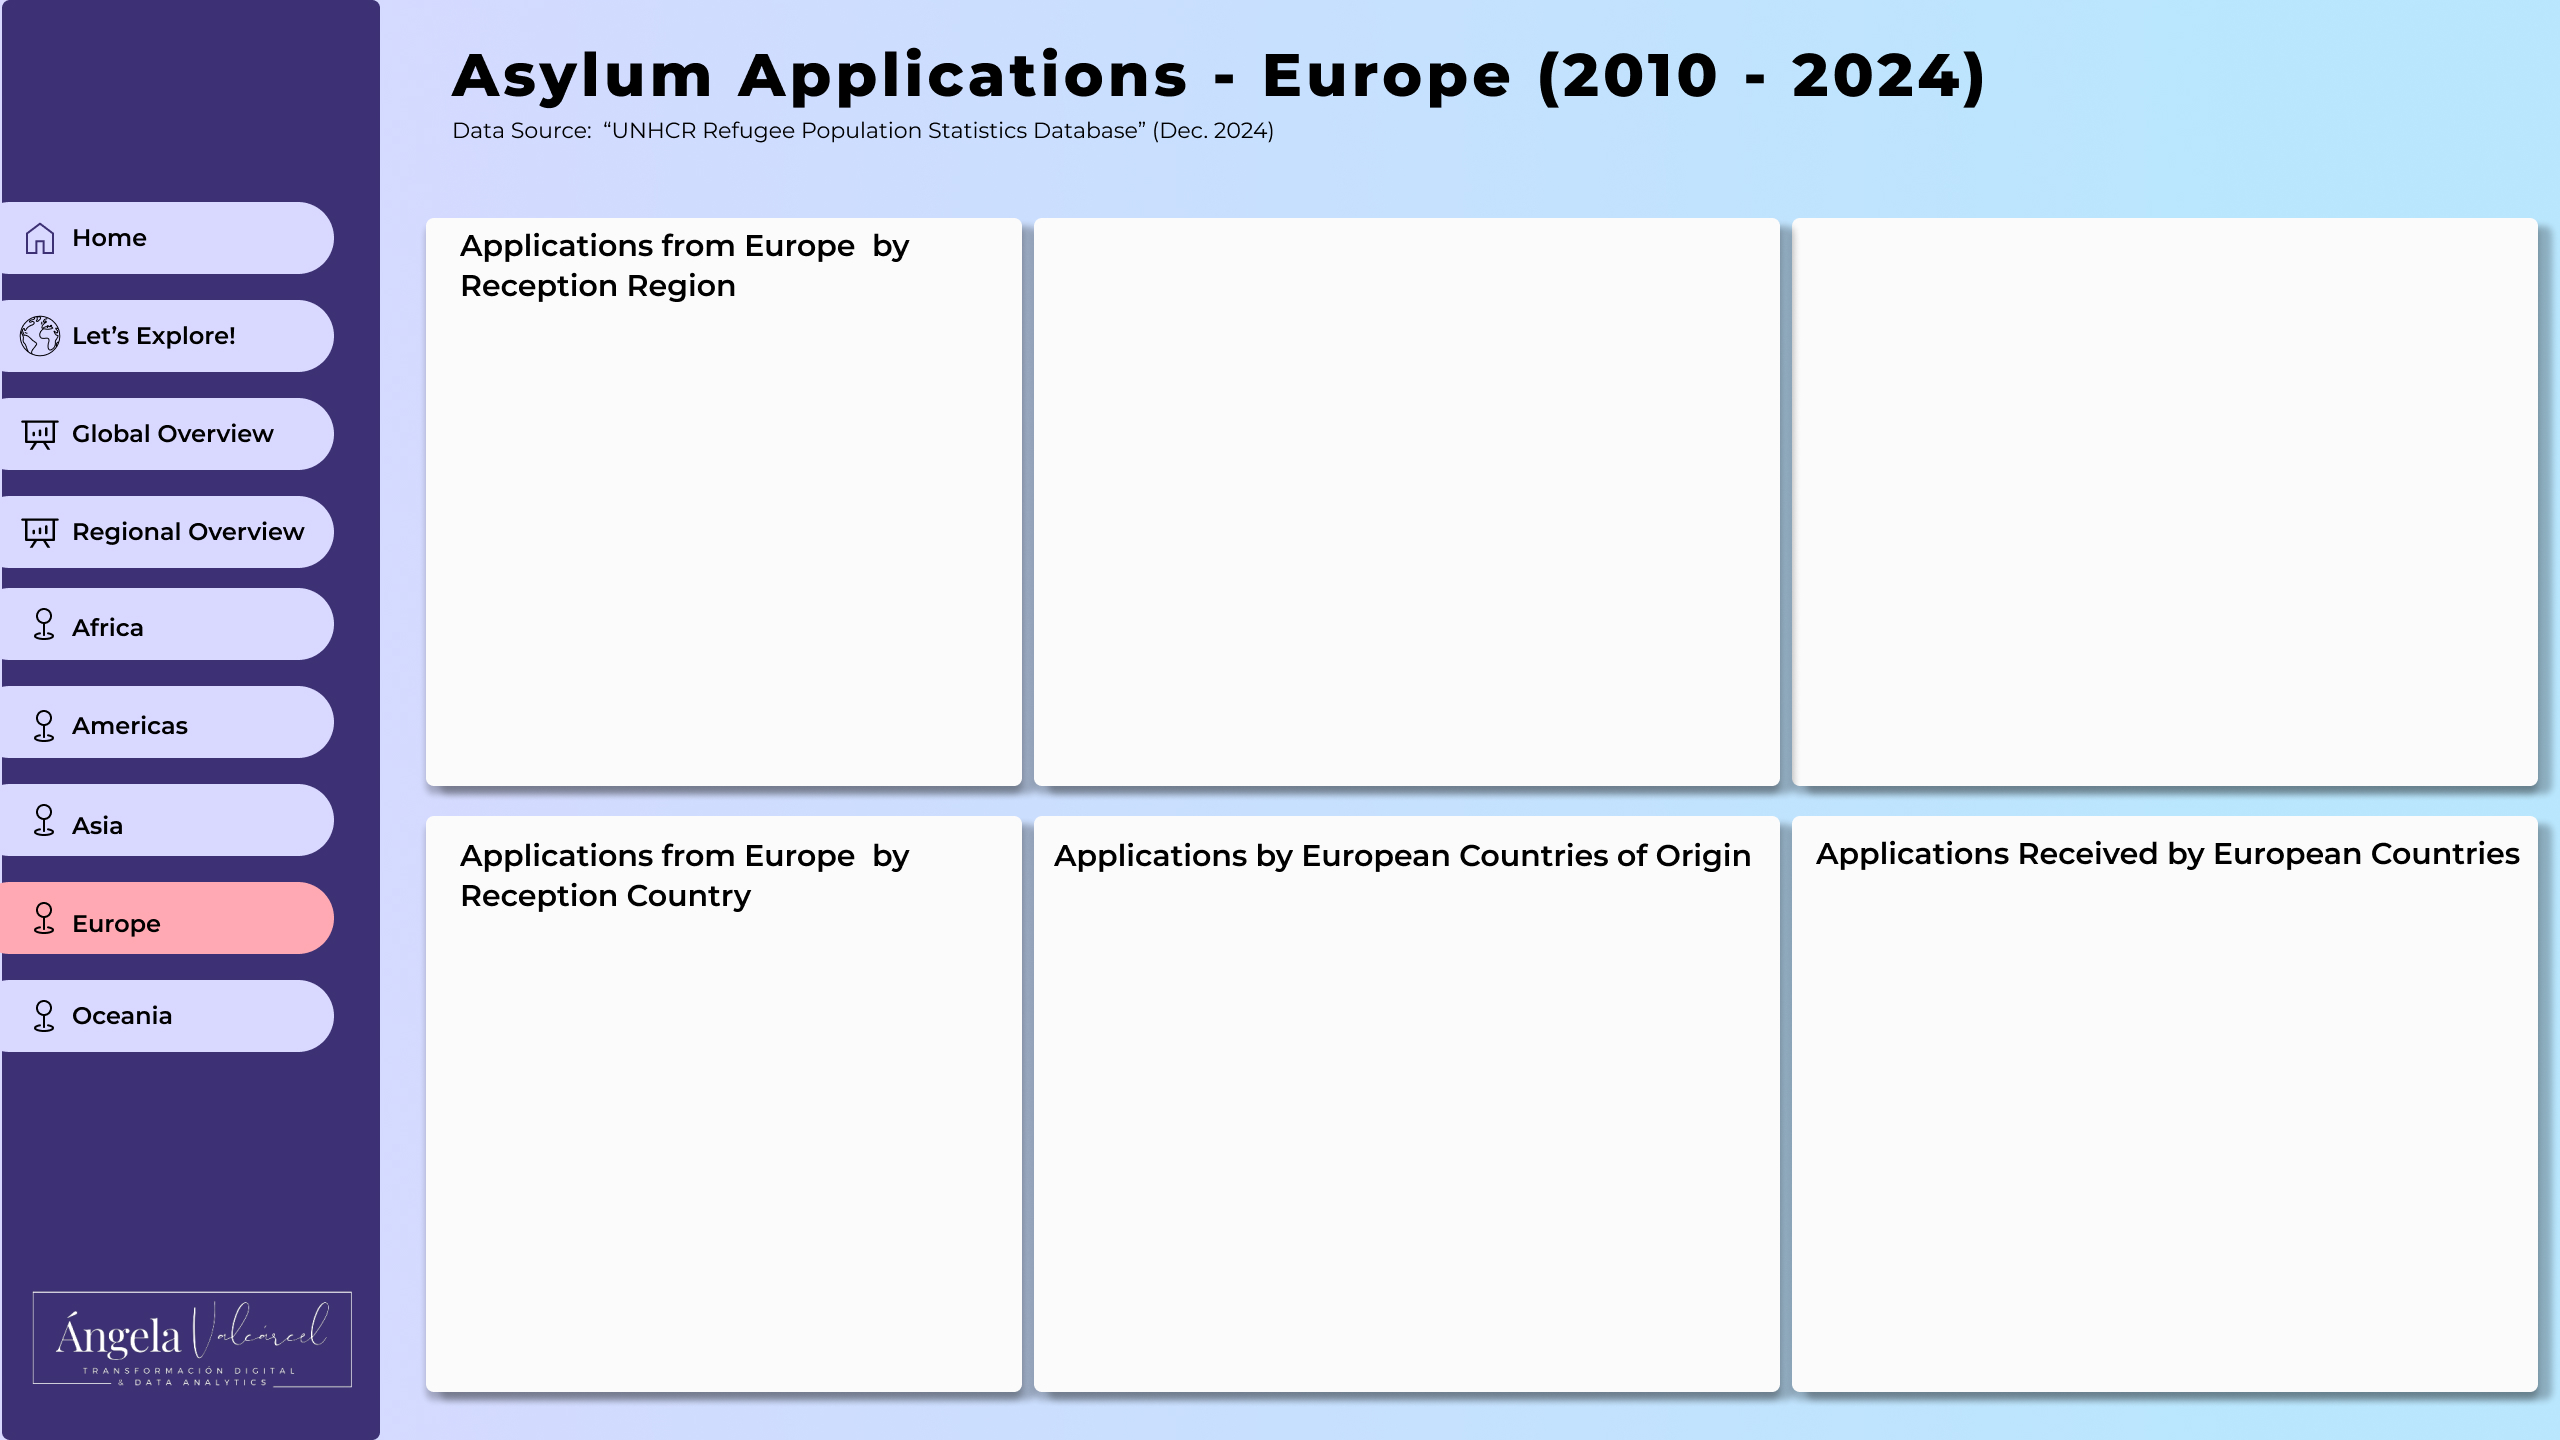 Asylum Applications - Europe (2010 - 2024)
Data Source:  “UNHCR Refugee Population Statistics Database” (Dec. 2024)
Home
Let’s Explore!
Global Overview
Regional Overview
Africa
Americas
Asia
Europe
Oceania
Ángela Valcárcel
TRANSFORMACIÓN DIGITAL
& DATA ANALYTICS
Applications from Europe  by
Reception Region
Applications from Europe  by
Reception Country
Applications by European Countries of Origin
Applications Received by European Countries